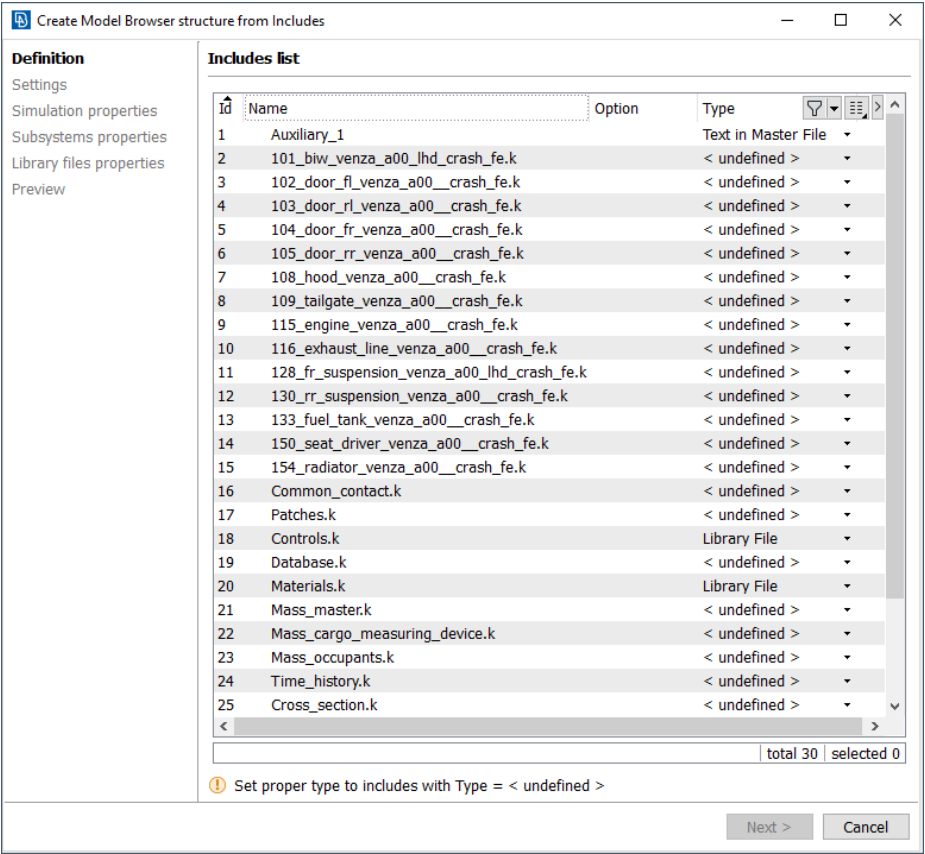 Create Model Browser structure from Includes
Definition
Settings
Simulation properties
Subsystems properties
Library files properties
Preview
Includes list
Id Name Option Type
1 Auxiliary_1 Text in Master File
2 101_biw_venza_a00_lhd_crash_fe.k < undefined >
3 102_door_fl_venza_a00__crash_fe.k < undefined >
4 103_door_rl_venza_a00__crash_fe.k < undefined >
5 104_door_fr_venza_a00__crash_fe.k < undefined >
6 105_door_rr_venza_a00__crash_fe.k < undefined >
7 108_hood_venza_a00__crash_fe.k < undefined >
8 109_tailgate_venza_a00__crash_fe.k < undefined >
9 115_engine_venza_a00__crash_fe.k < undefined >
10 116_exhaust_line_venza_a00__crash_fe.k < undefined >
11 128_fr_suspension_venza_a00_lhd_crash_fe.k < undefined >
12 130_rr_suspension_venza_a00__crash_fe.k < undefined >
13 133_fuel_tank_venza_a00__crash_fe.k < undefined >
14 150_seat_driver_venza_a00__crash_fe.k < undefined >
15 154_radiator_venza_a00__crash_fe.k < undefined >
16 Common_contact.k < undefined >
17 Patches.k < undefined >
18 Controls.k Library File
19 Database.k < undefined >
20 Materials.k Library File
21 Mass_master.k < undefined >
22 Mass_cargo_measuring_device.k < undefined >
23 Mass_occupants.k < undefined >
24 Time_history.k < undefined >
25 Cross_section.k < undefined >
total 30 selected 0
Set proper type to includes with Type = < undefined >
Next > Cancel